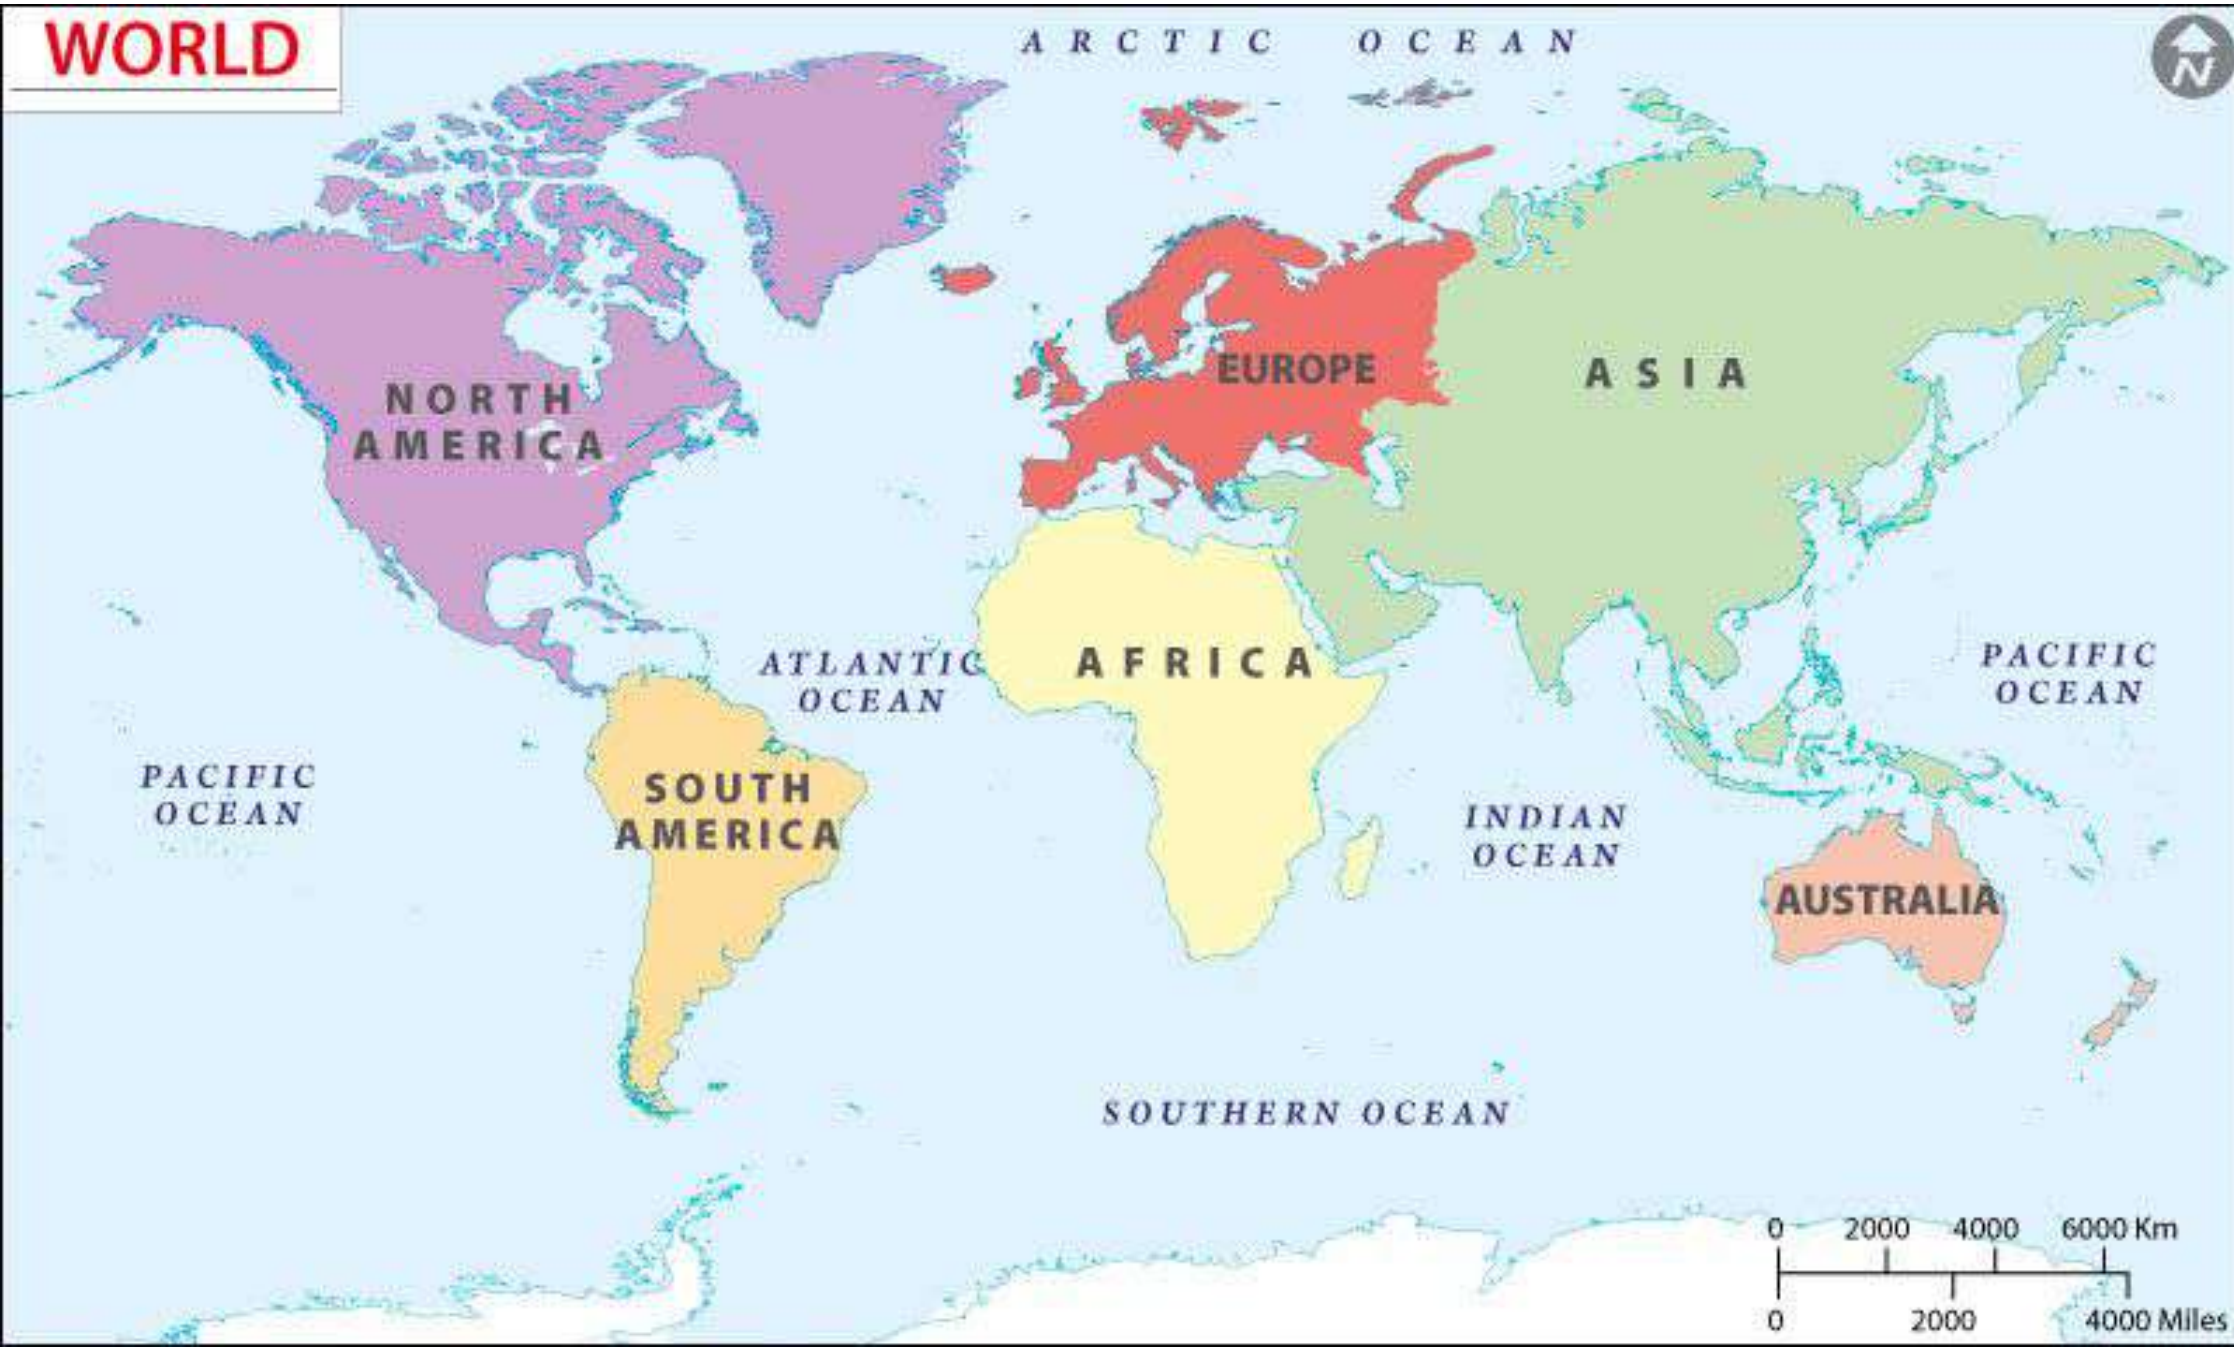 WORLD
ARCTIC OCEAN
N
EUROPE
ASIA
NORTH
AMERICA
ATLANTIC
OCEAN
AFRICA
PACIFIC
OCEAN
PACIFIC
OCEAN
SOUTH
AMERICA
INDIAN
OCEAN
AUSTRALIA
SOUTHERN OCEAN
0 2000 4000 6000 Km
0 2000 4000 Miles